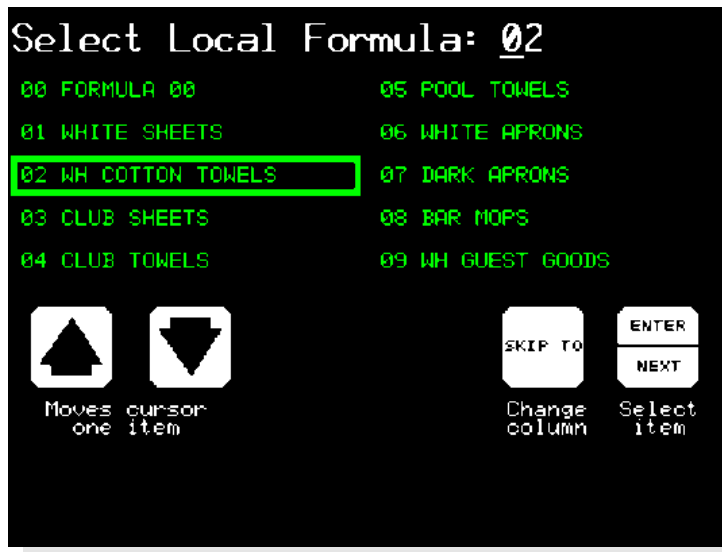 Select Local Formula: 02
00 FORMULA 00
01 WHITE SHEETS
02 WH COTTON TOWELS
03 CLUB SHEETS
04 CLUB TOWELS
05 POOL TOWELS
06 WHITE APRONS
07 DARK APRONS
08 BAR MOPS
09 WH GUEST GOODS
Moves cursor
one item
SKIP TO
Change
column
ENTER
NEXT
Select
item